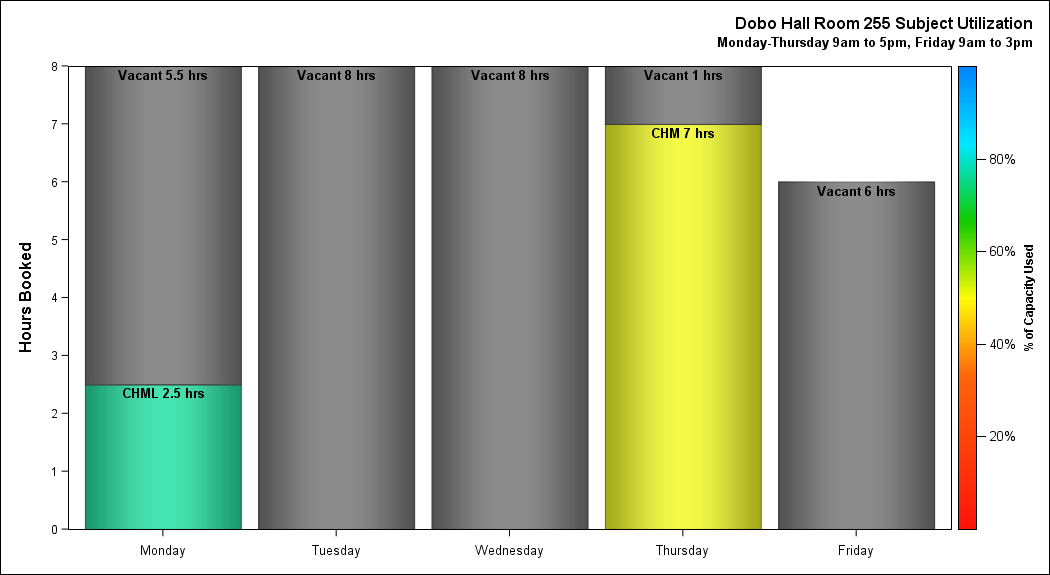 Dobo Hall Room 255 Subject Utilization
Monday-Thursday 9am to 5pm, Friday 9am to 3pm
Hours Booked
8
7
6
5
4
3
2
1
0
Vacant 5.5 hrs
CHML 2.5 hrs
Vacant 8 hrs
Vacant 8 hrs
Vacant 1 hrs
CHM 7 hrs
Vacant 6 hrs
Monday
Tuesday
Wednesday
Thursday
Friday
80%
60%
40%
20%
% of Capacity Used